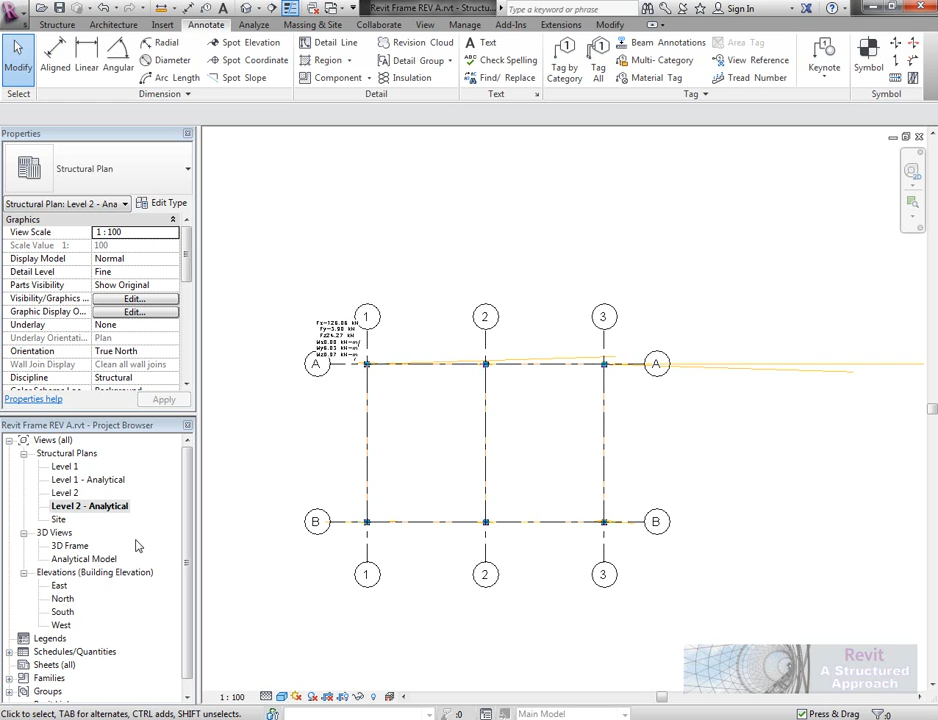 Revit Frame REV A.rvt - Structu...
Type a keyword or phrase
Sign In
Structure
Architecture
Insert
Annotate
Analyze
Massing & Site
Collaborate
View
Manage
Add-Ins
Extensions
Modify
Modify
Select
Aligned
Linear
Angular
Radial
Diameter
Arc Length
Spot Elevation
Spot Coordinate
Spot Slope
Dimension
Detail Line
Region
Component
Revision Cloud
Detail Group
Insulation
Detail
Text
Check Spelling
Find/ Replace
Text
Tag by
Category
Tag
All
Beam Annotations
Multi- Category
Material Tag
Area Tag
View Reference
Tread Number
Tag
Keynote
Symbol
Symbol
Properties
Structural Plan
Structural Plan: Level 2 - Ana
Edit Type
Graphics
View Scale 1 : 100
Scale Value 1: 100
Display Model Normal
Detail Level Fine
Parts Visibility Show Original
Visibility/Graphics ... Edit...
Graphic Display O... Edit...
Underlay None
Underlay Orientati... Plan
Orientation True North
Wall Join Display Clean all wall joins
Discipline Structural
Properties help
Apply
Revit Frame REV A.rvt - Project Browser
Views (all)
Structural Plans
Level 1
Level 1 - Analytical
Level 2
Level 2 - Analytical
Site
3D Views
3D Frame
Analytical Model
Elevations (Building Elevation)
East
North
South
West
Legends
Schedules/Quantities
Sheets (all)
Families
Groups
1 2 3
A A
B B
1 2 3
Revit
A Structured
Approach
1 : 100
Click to select, TAB for alternates, CTRL adds, SHIFT unselects.
:0
Main Model
Press & Drag
:0